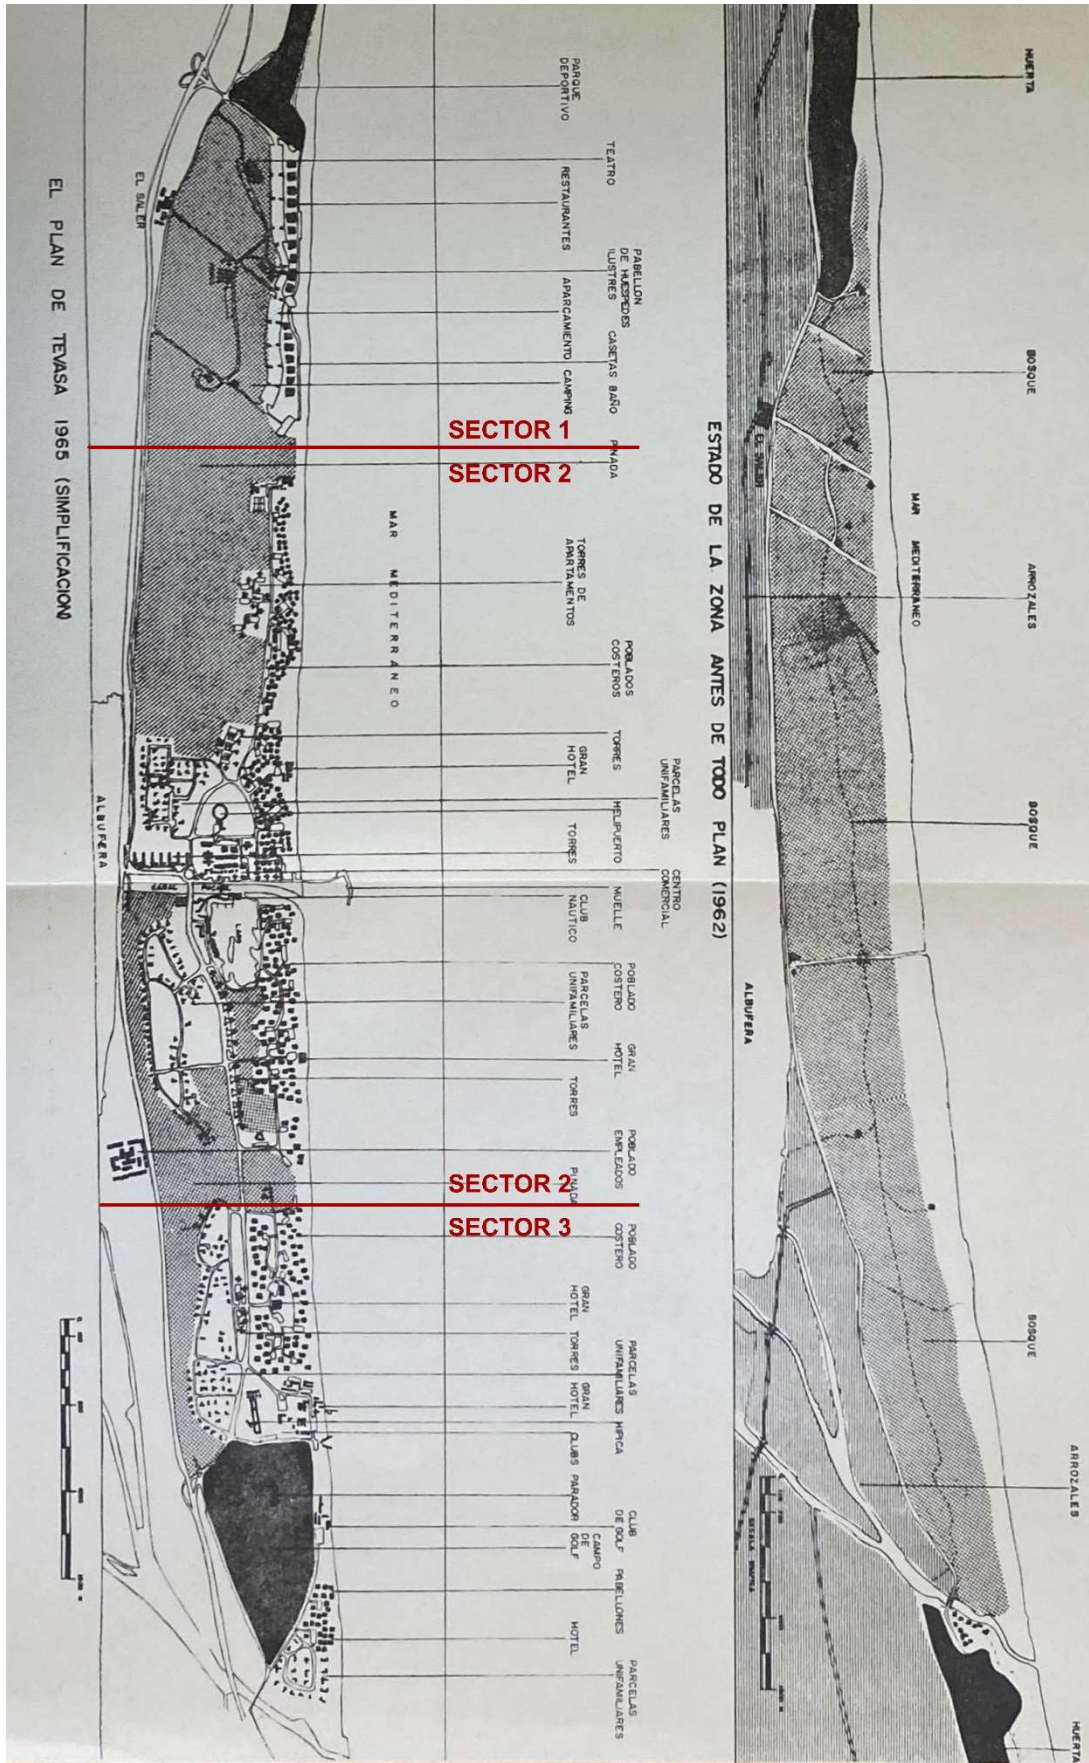 HUERTA
BOSQUE
ARROZALES
BOSQUE
BOSQUE
ARROZALES
HUERTA
MAR MEDITERRANEO
EL SALER
ALBUFERA
ESCALA GRAFICA
ESTADO DE LA ZONA ANTES DE TODO PLAN (1962)
PARQUE
DEPORTIVO
TEATRO
RESTAURANTES
PABELLON
DE HUESPEDES
ILUSTRES
APARCAMIENTO
CASETAS BAÑO
CAMPING
SECTOR 1
SECTOR 2
PINADA
TORRES DE
APARTAMENTOS
POBLADOS
COSTEROS
TORRES
GRAN
HOTEL
PARCELAS
UNIFAMILIARES
HELIPUERTO
TORRES
CENTRO
COMERCIAL
MUELLE
CLUB
NAUTICO
POBLADO
COSTERO
PARCELAS
UNIFAMILIARES
GRAN
HOTEL
TORRES
POBLADO
EMPLEADOS
PINADA
SECTOR 2
SECTOR 3
POBLADO
COSTERO
GRAN
HOTEL
TORRES
PARCELAS
UNIFAMILIARES
GRAN
HOTEL
HIPICA
CLUBS
PARADOR
CLUB
DE GOLF
CAMPO
DE
GOLF
PABELLONES
HOTEL
PARCELAS
UNIFAMILIARES
MAR MEDITERRANEO
EL SALER
ALBUFERA
CANAL
LAGO
EL PLAN DE TEVASA 1965 (SIMPLIFICACION)